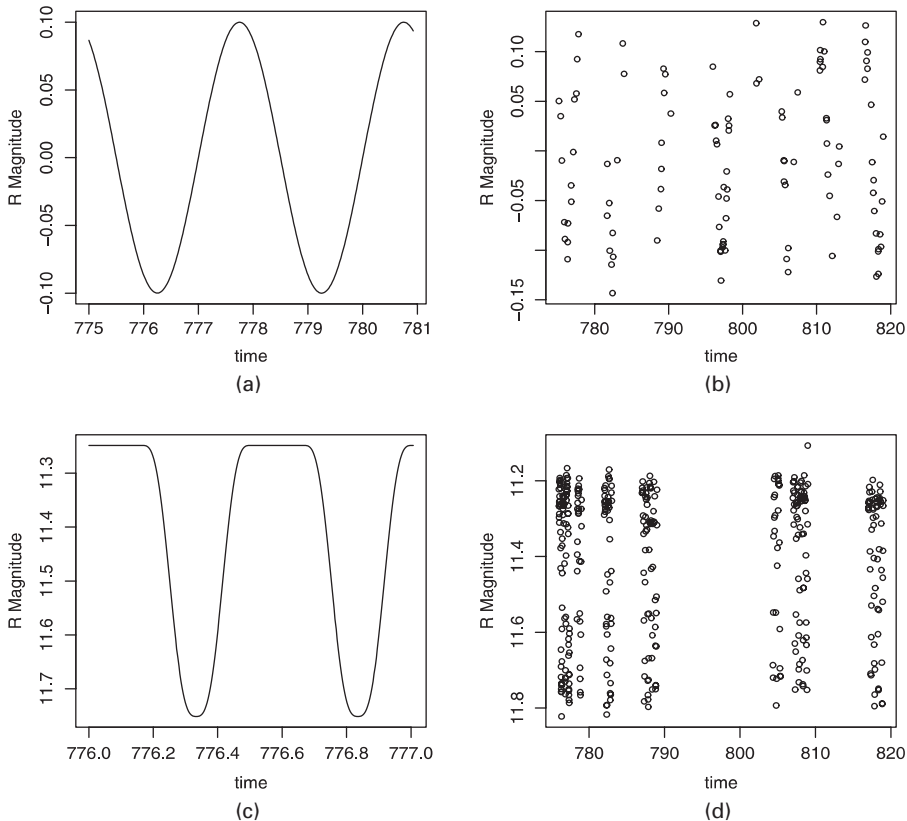 R Magnitude
0.10
0.05
0.00
−0.05
−0.10
775 776 777 778 779 780 781
time
(a)
R Magnitude
0.10
0.05
−0.05
−0.15
780 790 800 810 820
time
(b)
R Magnitude
11.3
11.4
11.5
11.6
11.7
776.0 776.2 776.4 776.6 776.8 777.0
time
(c)
R Magnitude
11.2
11.4
11.6
11.8
780 790 800 810 820
time
(d)